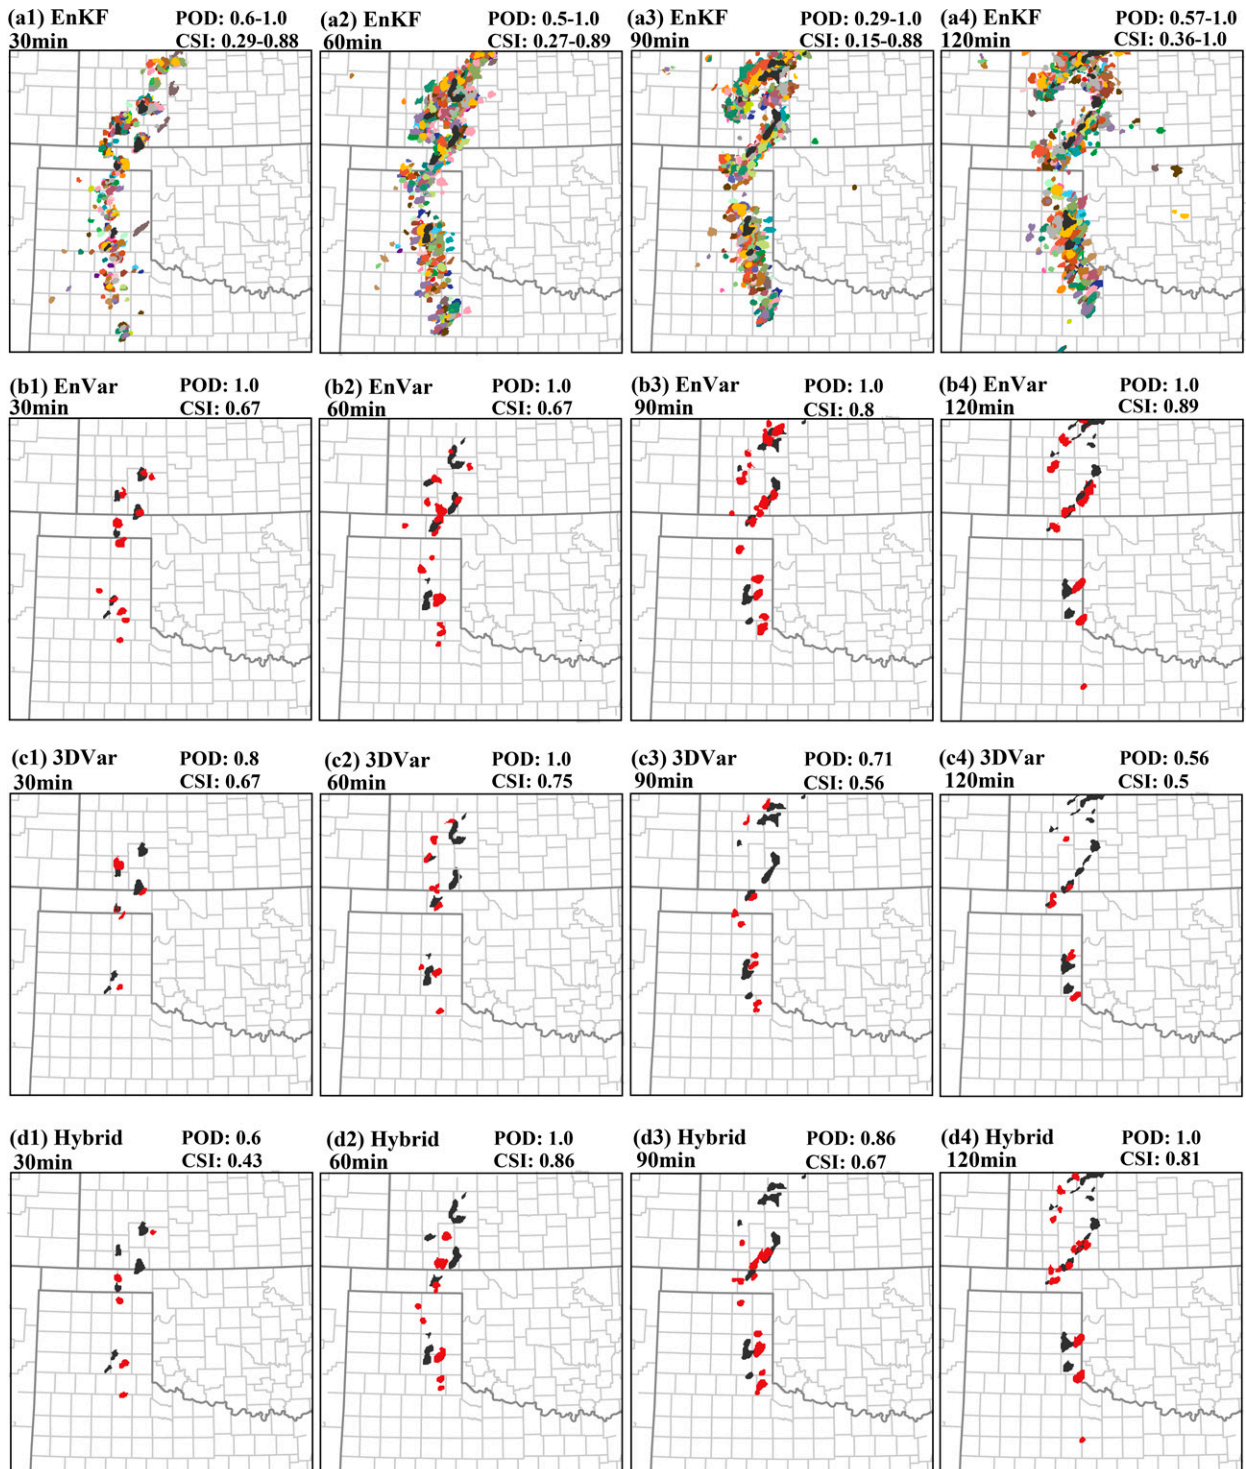 (a1) EnKF POD: 0.6-1.0
30min CSI: 0.29-0.88
(a2) EnKF POD: 0.5-1.0
60min CSI: 0.27-0.89
(a3) EnKF POD: 0.29-1.0
90min CSI: 0.15-0.88
(a4) EnKF POD: 0.57-1.0
120min CSI: 0.36-1.0
(b1) EnVar POD: 1.0
30min CSI: 0.67
(b2) EnVar POD: 1.0
60min CSI: 0.67
(b3) EnVar POD: 1.0
90min CSI: 0.8
(b4) EnVar POD: 1.0
120min CSI: 0.89
(c1) 3DVar POD: 0.8
30min CSI: 0.67
(c2) 3DVar POD: 1.0
60min CSI: 0.75
(c3) 3DVar POD: 0.71
90min CSI: 0.56
(c4) 3DVar POD: 0.56
120min CSI: 0.5
(d1) Hybrid POD: 0.6
30min CSI: 0.43
(d2) Hybrid POD: 1.0
60min CSI: 0.86
(d3) Hybrid POD: 0.86
90min CSI: 0.67
(d4) Hybrid POD: 1.0
120min CSI: 0.81